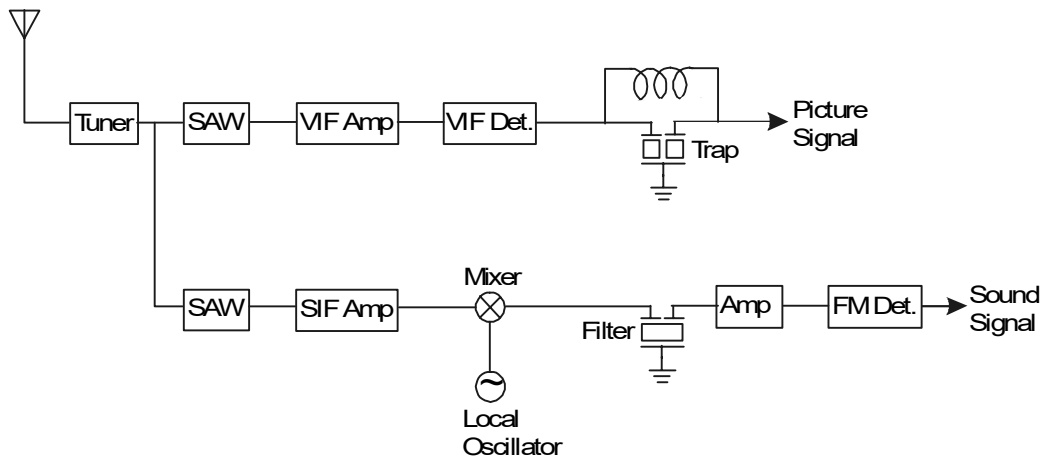 Tuner
SAW
VIF Amp
VIF Det.
Trap
Picture
Signal
SAW
SIF Amp
Mixer
Local
Oscillator
Filter
Amp
FM Det.
Sound
Signal